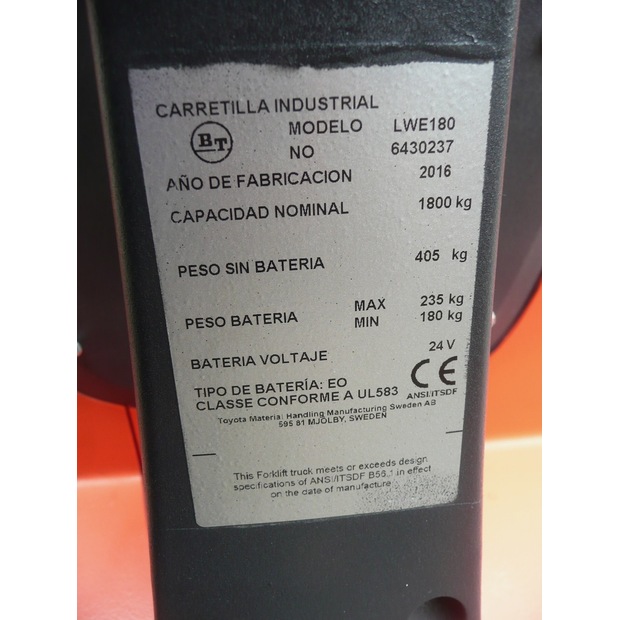 CARRETILLA INDUSTRIAL
BT MODELO LWE180
NO 6430237
AÑO DE FABRICACION 2016
CAPACIDAD NOMINAL 1800 kg
PESO SIN BATERIA 405 kg
PESO BATERIA MAX 235 kg
MIN 180 kg
BATERIA VOLTAJE 24 V
TIPO DE BATERÍA: EO
CLASSE CONFORME A UL583
CE
ANSI/ITSDF
Toyota Material Handling Manufacturing Sweden AB
595 81 MJOLBY, SWEDEN
This Forklift truck meets or exceeds design
specifications of ANSI/ITSDF B56.1 in effect
on the date of manufacture